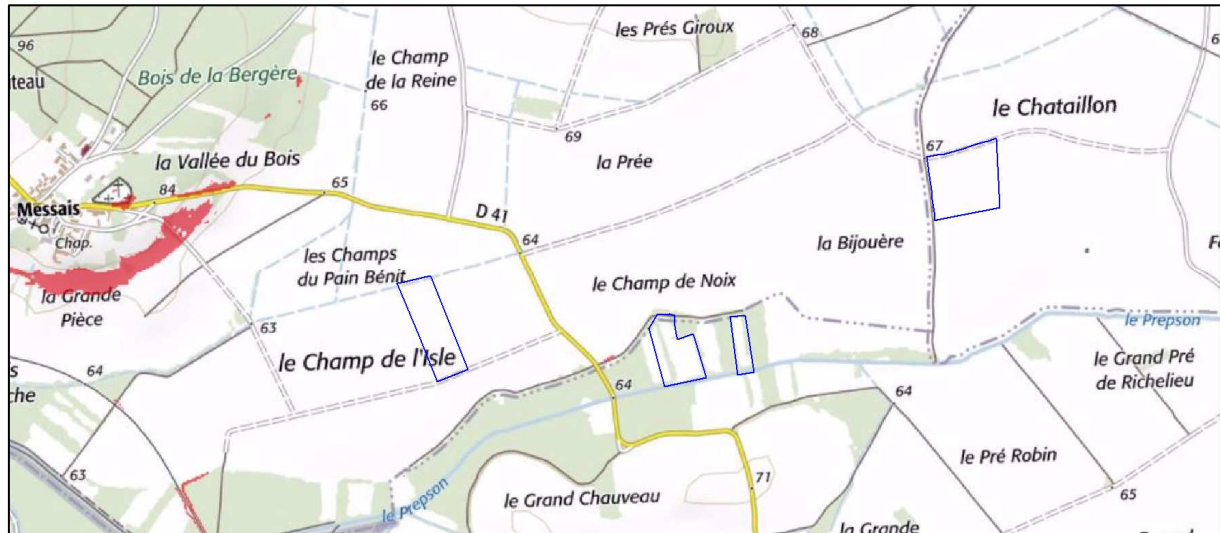 les Prés Giroux
68
96
le Champ
de la Reine
Bois de la Bergère
66
le Chataillon
69
67
la Vallée du Bois
la Prée
84
65
Messais
D 41
Chap.
64
la Bijouère
les Champs
du Pain Bénit
le Champ de Noix
la Grande
Pièce
63
le Prepson
le Champ de l'Isle
64
64
64
le Grand Pré
de Richelieu
che
63
le Pré Robin
71
65
le Grand Chauveau
le Prepson
la Grande